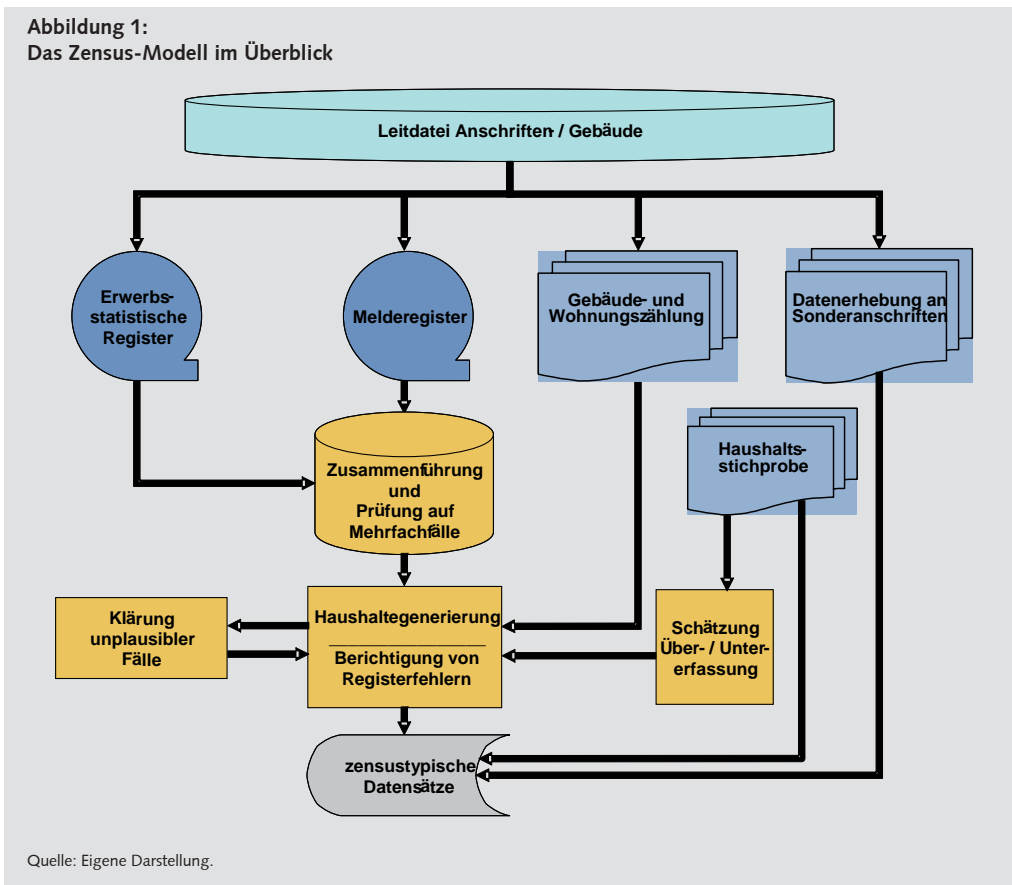 Abbildung 1:
Das Zensus-Modell im Überblick
Leitdatei Anschriften- / Gebäude
Erwerbs-
statistische
Register
Melderegister
Gebäude- und
Wohnungszählung
Datenerhebung an
Sonderanschriften
Haushalts-
stichprobe
Zusammenführung
und
Prüfung auf
Mehrfachfälle
Klärung
unplausibler
Fälle
Haushaltegenerierung
Berichtigung von
Registerfehlern
Schätzung
Über- / Unter-
erfassung
zensustypische
Datensätze
Quelle: Eigene Darstellung.